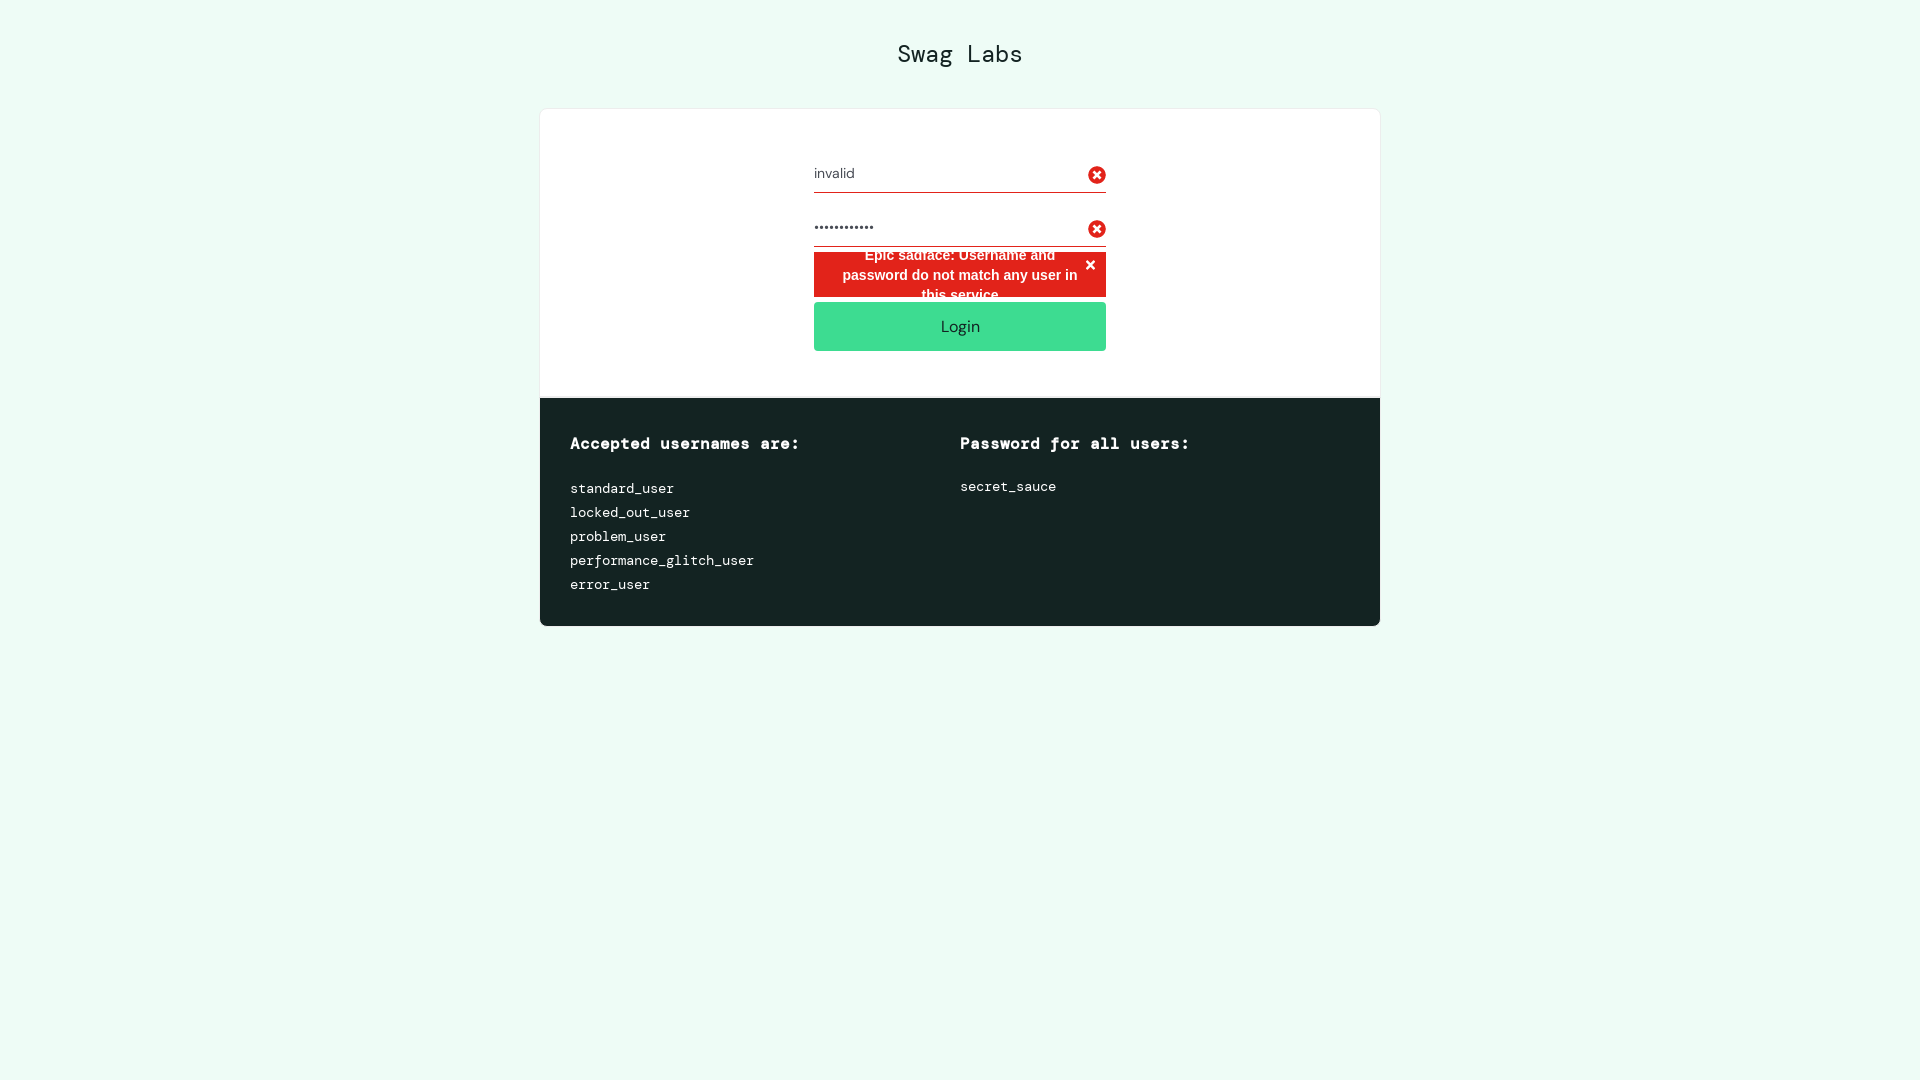 Swag Labs
invalid
••••••••••••
Epic sadface: Username and
password do not match any user in
this service
Login
Accepted usernames are:
Password for all users:
standard_user
secret_sauce
locked_out_user
problem_user
performance_glitch_user
error_user